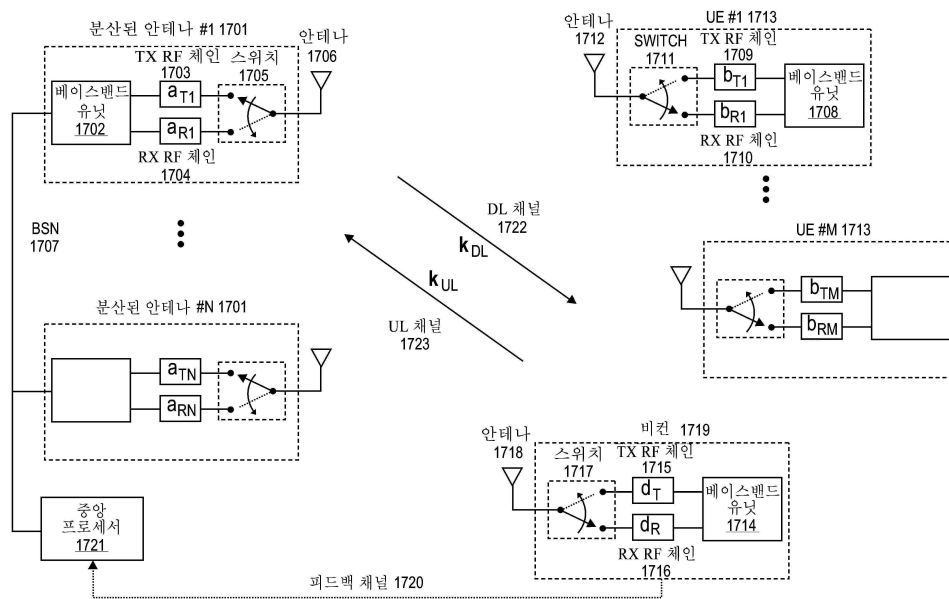 분산된 안테나 #1 1701
TX RF 체인
1703
스위치
1705
안테나
1706
베이스밴드
유닛
1702
aT1
aR1
RX RF 체인
1704
안테나
1712
UE #1 1713
SWITCH
1711
TX RF 체인
1709
bT1
bR1
베이스밴드
유닛
1708
RX RF 체인
1710
BSN
1707
DL 채널
1722
kDL
kUL
UL 채널
1723
UE #M 1713
bTM
bRM
분산된 안테나 #N 1701
aTN
aRN
중앙
프로세서
1721
안테나
1718
비컨 1719
스위치
1717
TX RF 체인
1715
dT
dR
베이스밴드
유닛
1714
RX RF 체인
1716
피드백 채널 1720